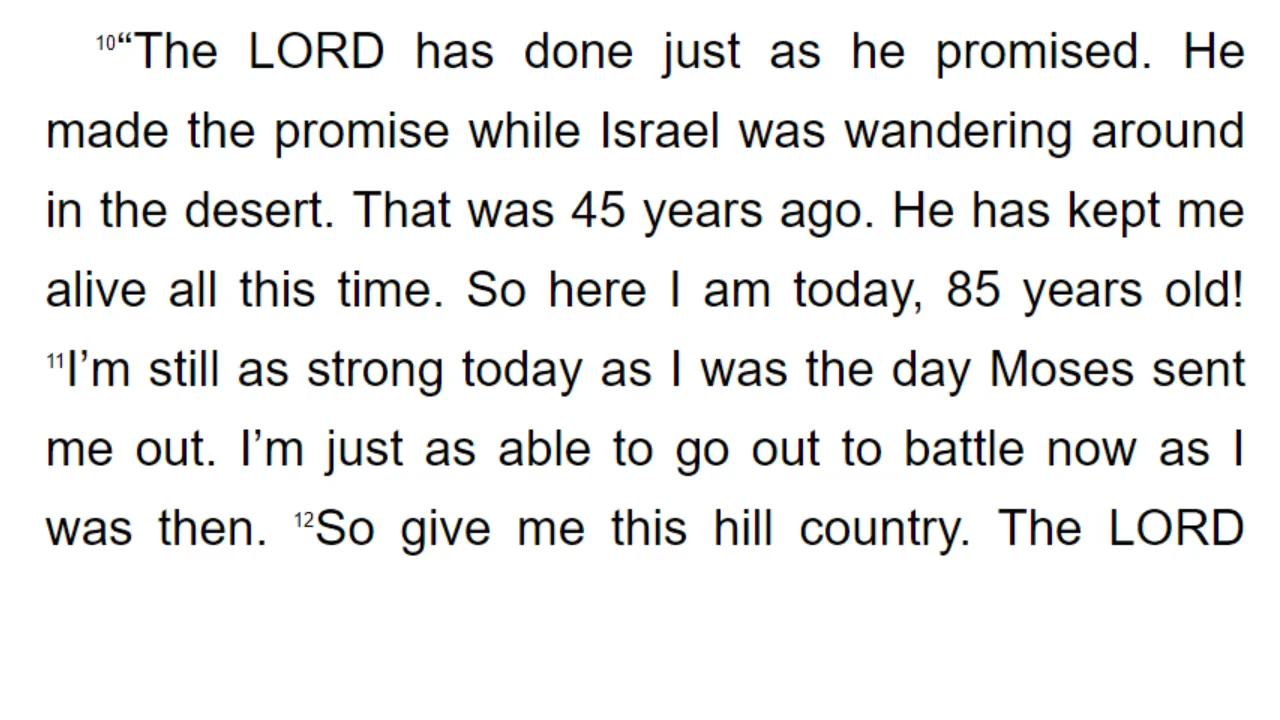 10“The LORD has done just as he promised. He
made the promise while Israel was wandering around
in the desert. That was 45 years ago. He has kept me
alive all this time. So here I am today, 85 years old!
11I’m still as strong today as I was the day Moses sent
me out. I’m just as able to go out to battle now as I
was then. 12So give me this hill country. The LORD